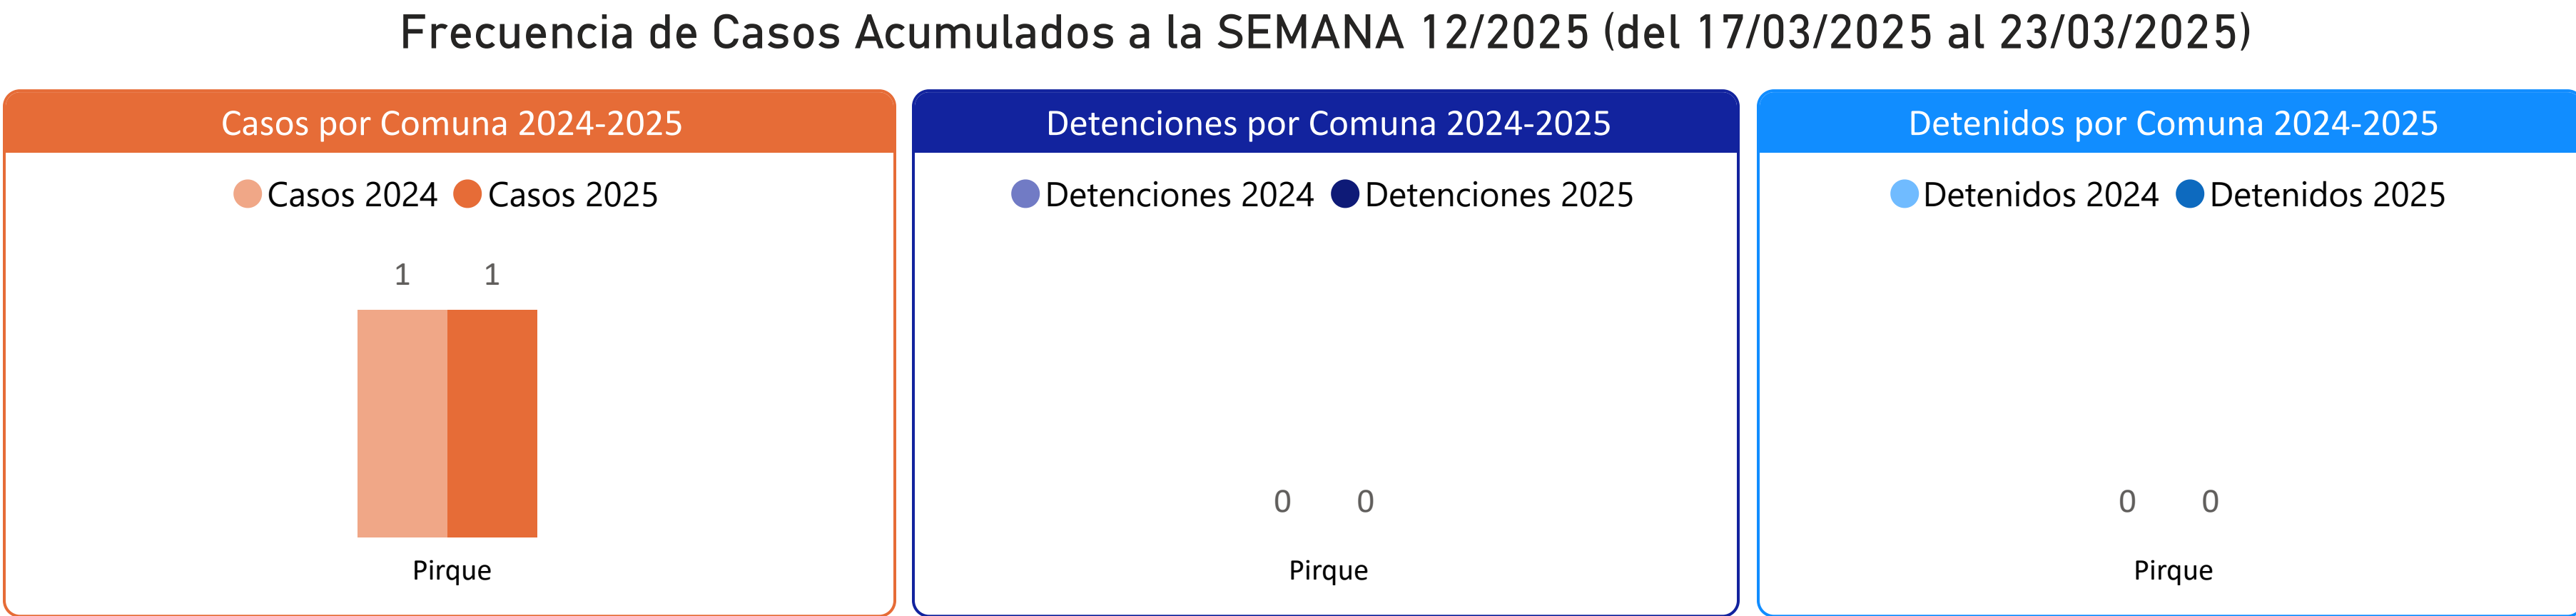 Frecuencia de Casos Acumulados a la SEMANA 12/2025 (del 17/03/2025 al 23/03/2025)
Casos por Comuna 2024-2025
Casos 2024 Casos 2025
1 1
Pirque
Detenciones por Comuna 2024-2025
Detenciones 2024 Detenciones 2025
0 0
Pirque
Detenidos por Comuna 2024-2025
Detenidos 2024 Detenidos 2025
0 0
Pirque